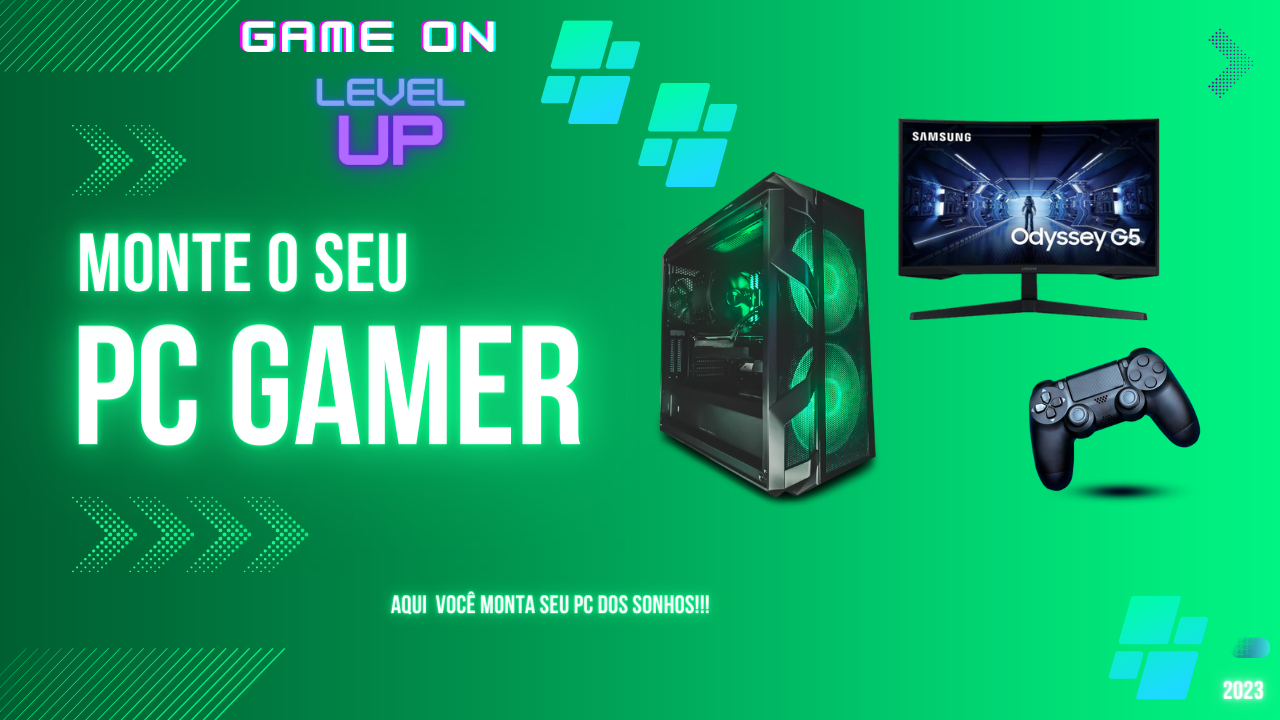 GAME ON
LEVEL
UP
MONTE O SEU
PC GAMER
SAMSUNG
Odyssey G5
AQUI VOCÊ MONTA SEU PC DOS SONHOS!!!
2023